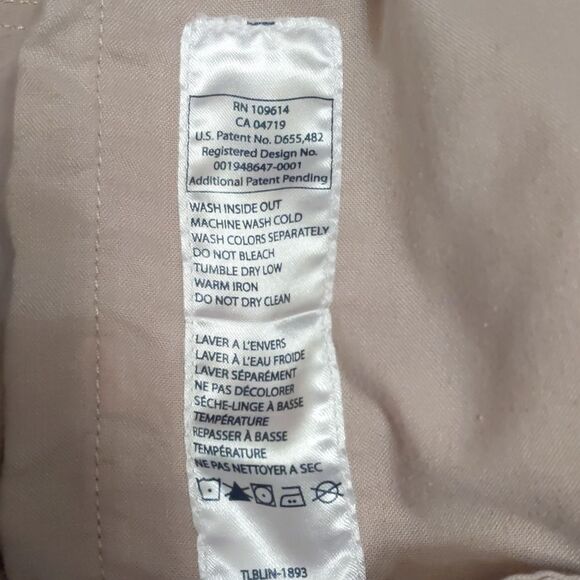 RN 109614
CA 04719
U.S. Patent No. D655,482
Registered Design No.
001948647-0001
Additional Patent Pending
WASH INSIDE OUT
MACHINE WASH COLD
WASH COLORS SEPARATELY
DO NOT BLEACH
TUMBLE DRY LOW
WARM IRON
DO NOT DRY CLEAN
LAVER A L'ENVERS
LAVER À L'EAU FROIDE
LAVER SÉPARÉMENT
NE PAS DÉCOLORER
SÉCHE-LINGE À BASSE
TEMPÉRATURE
REPASSER À BASSE
TEMPÉRATURE
NE PAS NETTOYER A SEC
TLBLIN-1893